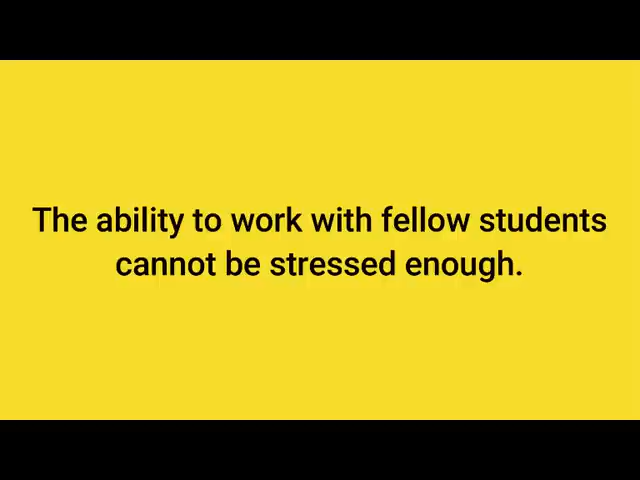 The ability to work with fellow students
cannot be stressed enough.